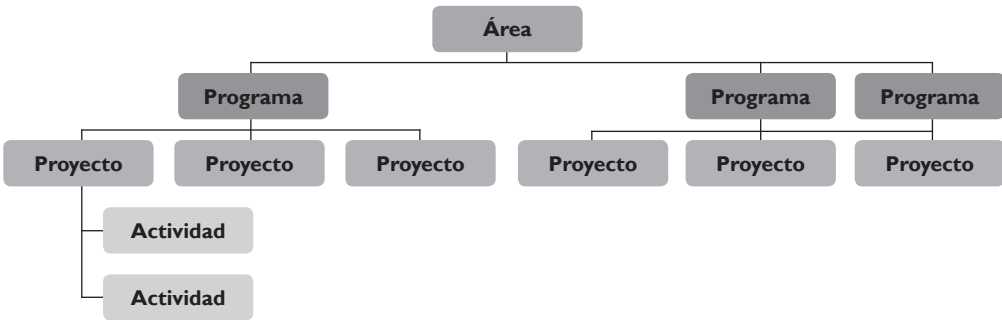 Área
Programa Programa Programa
Proyecto Proyecto Proyecto Proyecto Proyecto Proyecto
Actividad
Actividad